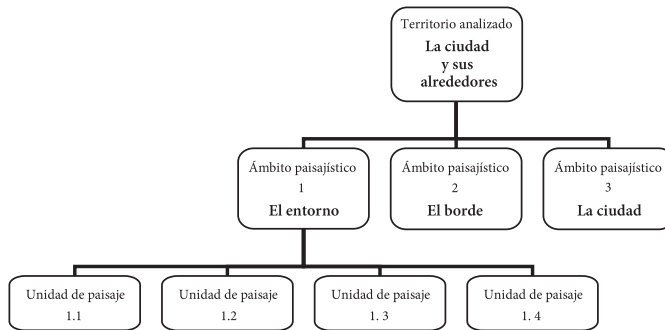 Territorio analizado
La ciudad
y sus
alrededores
Ámbito paisajístico
1
El entorno
Ámbito paisajístico
2
El borde
Ámbito paisajístico
3
La ciudad
Unidad de paisaje
1.1
Unidad de paisaje
1.2
Unidad de paisaje
1. 3
Unidad de paisaje
1. 4